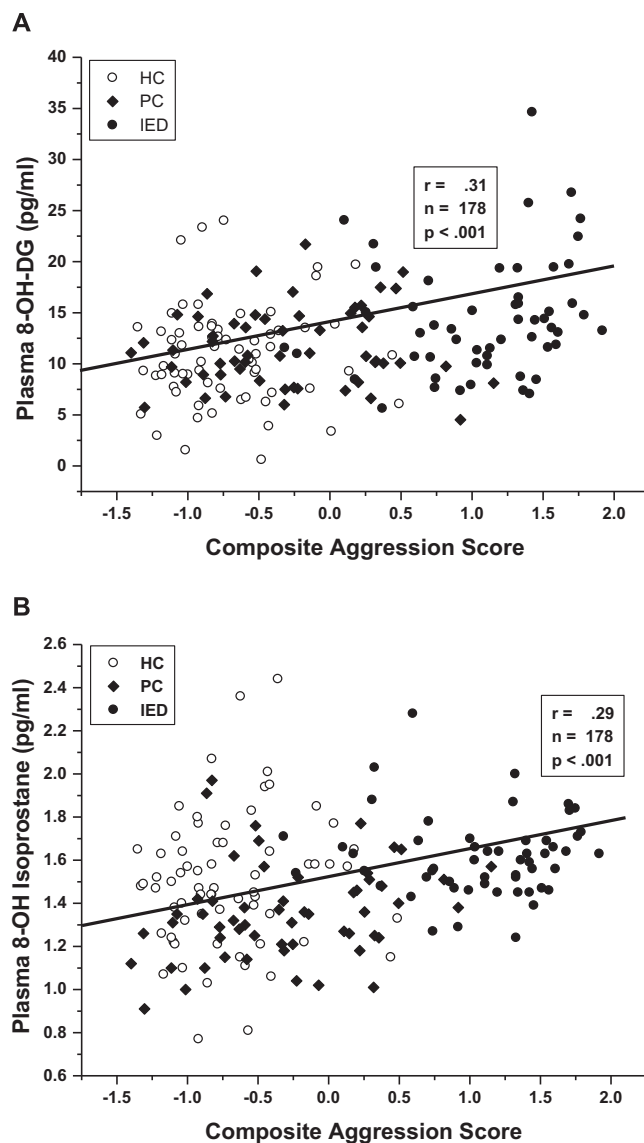 A
40
35
30
25
20
15
10
5
0
HC
PC
IED
r = .31
n = 178
p < .001
Plasma 8-OH-DG (pg/ml)
-1.5 -1.0 -0.5 0.0 0.5 1.0 1.5 2.0
Composite Aggression Score
B
2.6
2.4
2.2
2.0
1.8
1.6
1.4
1.2
1.0
0.8
0.6
HC
PC
IED
r = .29
n = 178
p < .001
Plasma 8-OH Isoprostane (pg/ml)
-1.5 -1.0 -0.5 0.0 0.5 1.0 1.5 2.0
Composite Aggression Score